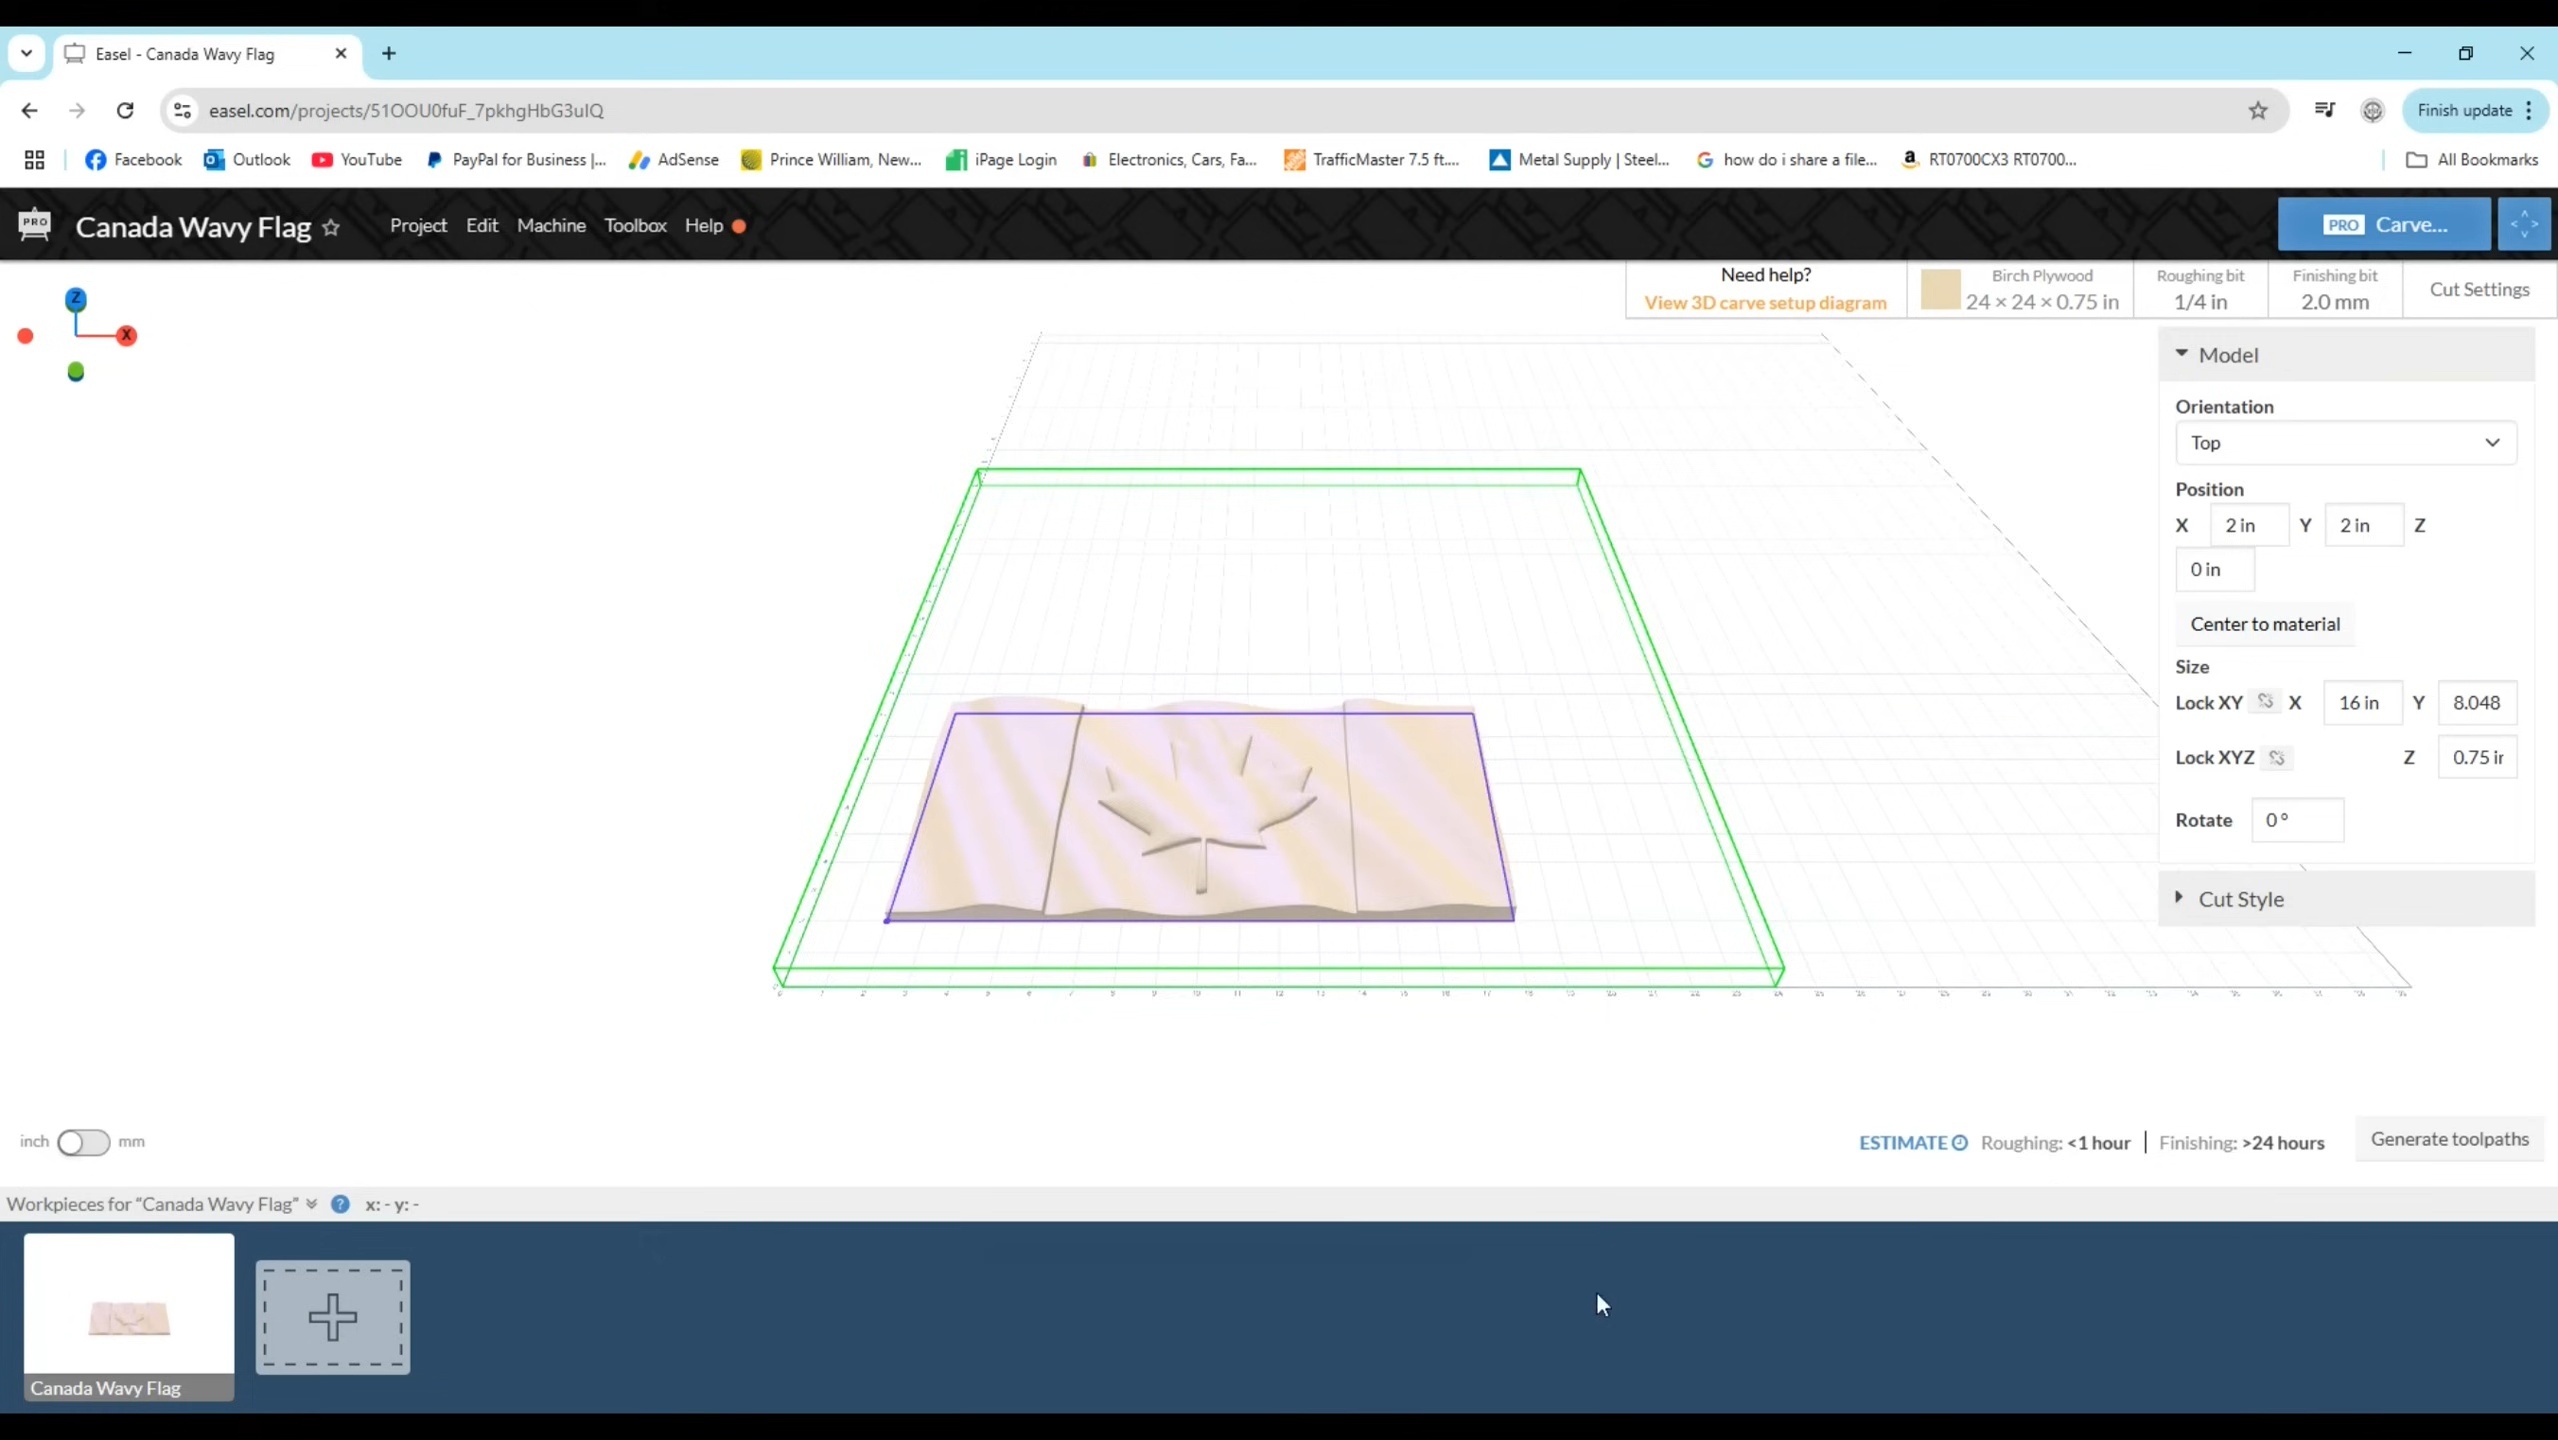 Easel - Canada Wavy Flag
easel.com/projects/51OOU0fuF_7pkhgHbG3uIQ
Finish update
Facebook
Outlook
YouTube
PayPal for Business |...
AdSense
Prince William, New...
iPage Login
Electronics, Cars, Fa...
TrafficMaster 7.5 ft....
Metal Supply | Steel...
how do i share a file...
RT0700CX3 RT0700...
All Bookmarks
PRO
Canada Wavy Flag
Project
Edit
Machine
Toolbox
Help
PRO Carve...
Need help?
View 3D carve setup diagram
Birch Plywood
24 × 24 × 0.75 in
Roughing bit
1/4 in
Finishing bit
2.0 mm
Cut Settings
Z
X
Model
Orientation
Top
Position
X 2 in Y 2 in Z
0 in
Center to material
Size
Lock XY X 16 in Y 8.048
Lock XYZ Z 0.75 ir
Rotate 0°
Cut Style
inch mm
ESTIMATE Roughing: <1 hour | Finishing: >24 hours
Generate toolpaths
Workpieces for “Canada Wavy Flag” ? x: - y: -
Canada Wavy Flag